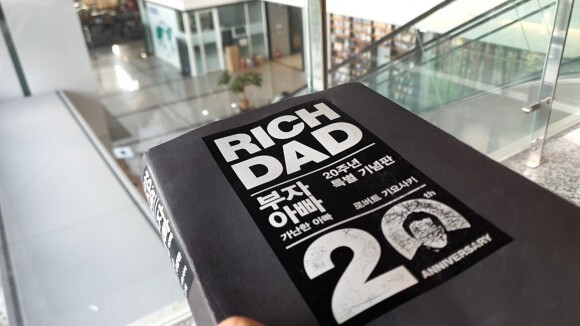 RICH
DAD
부자
아빠
가난한 아빠
20주년
특별 기념판
로버트 기요사키
20th
ANNIVERSARY